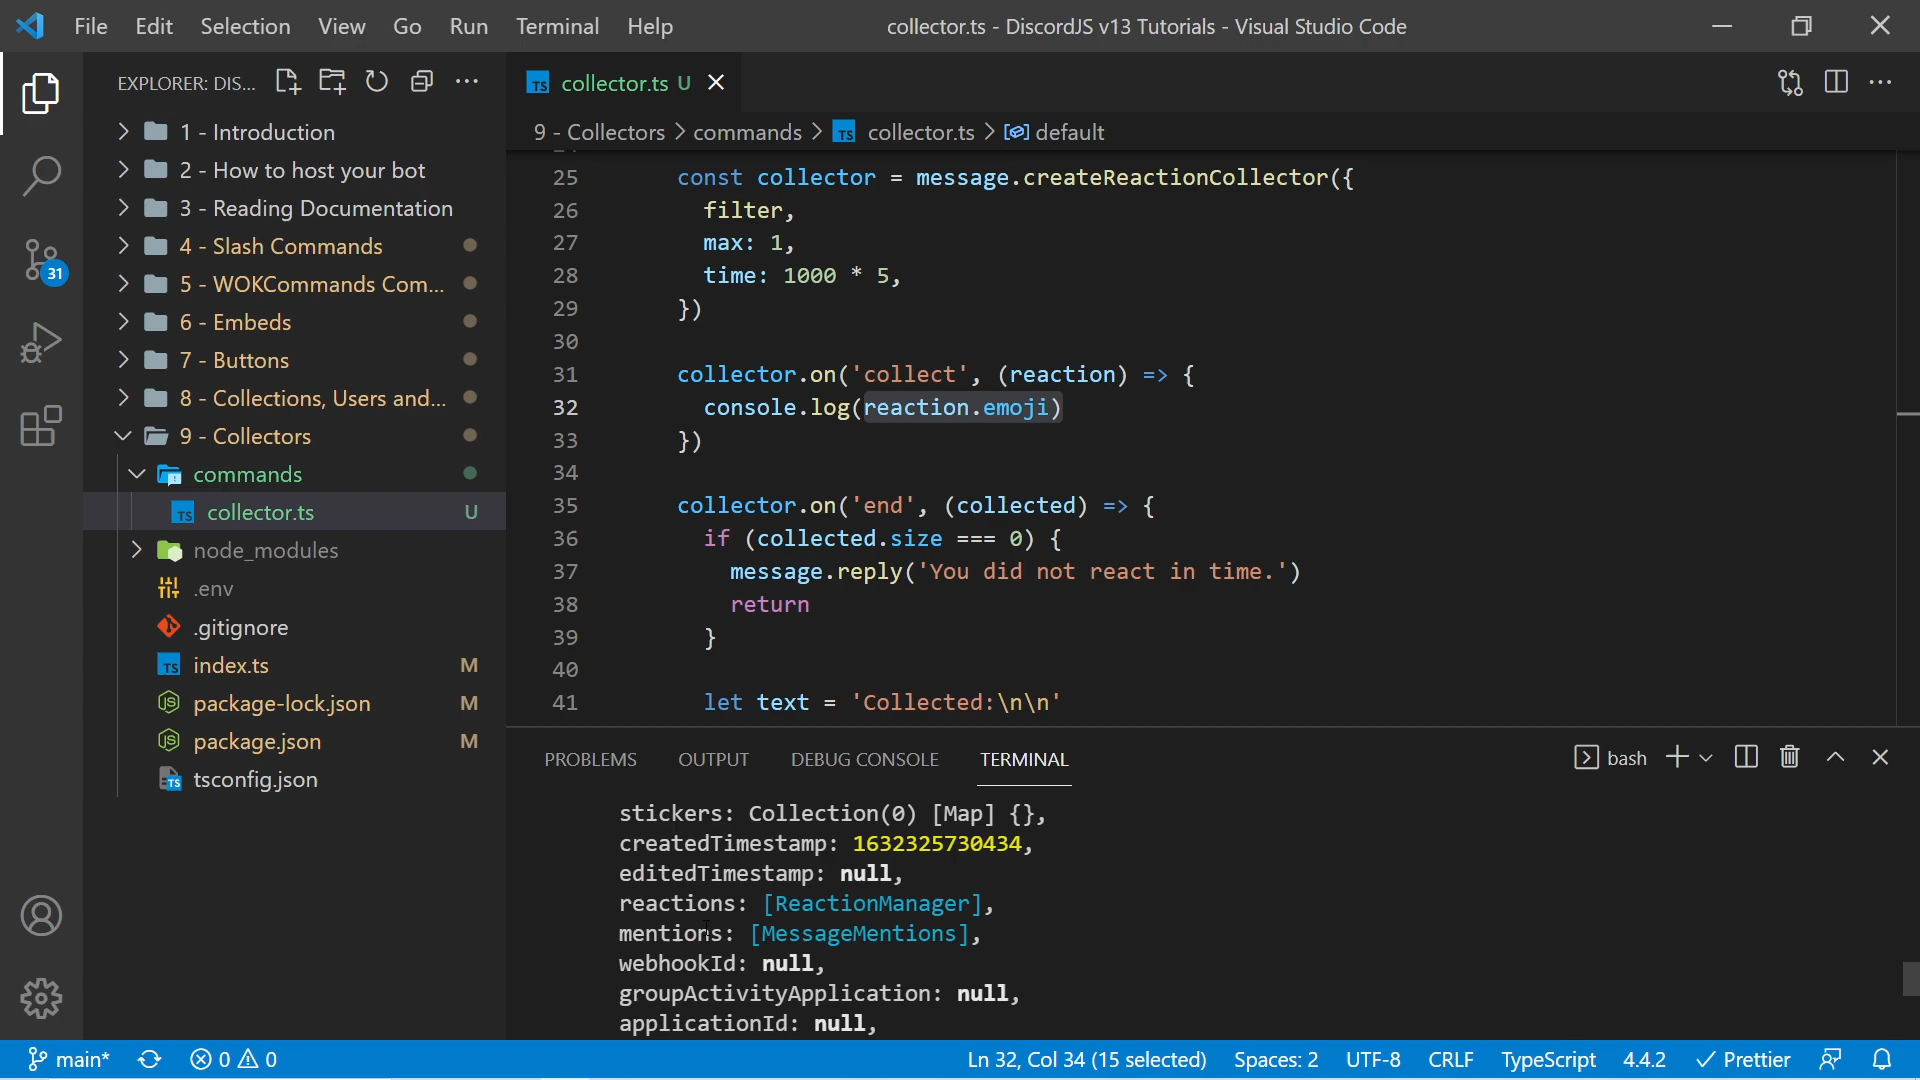 File Edit Selection View Go Run Terminal Help
collector.ts - DiscordJS v13 Tutorials - Visual Studio Code
EXPLORER: DIS...
1 - Introduction
2 - How to host your bot
3 - Reading Documentation
4 - Slash Commands
5 - WOKCommands Com...
6 - Embeds
7 - Buttons
8 - Collections, Users and...
9 - Collectors
commands
TS collector.ts U
node_modules
.env
.gitignore
TS index.ts M
JS package-lock.json M
JS package.json M
TS tsconfig.json
31
TS collector.ts U
9 - Collectors > commands > TS collector.ts > default
25 const collector = message.createReactionCollector({
26 filter,
27 max: 1,
28 time: 1000 * 5,
29 })
30
31 collector.on('collect', (reaction) => {
32 console.log(reaction.emoji)
33 })
34
35 collector.on('end', (collected) => {
36 if (collected.size === 0) {
37 message.reply('You did not react in time.')
38 return
39 }
40
41 let text = 'Collected:\n\n'
PROBLEMS OUTPUT DEBUG CONSOLE TERMINAL
bash
stickers: Collection(0) [Map] {},
createdTimestamp: 1632325730434,
editedTimestamp: null,
reactions: [ReactionManager],
mentions: [MessageMentions],
webhookId: null,
groupActivityApplication: null,
applicationId: null,
main* 0 0
Ln 32, Col 34 (15 selected) Spaces: 2 UTF-8 CRLF TypeScript 4.4.2 Prettier